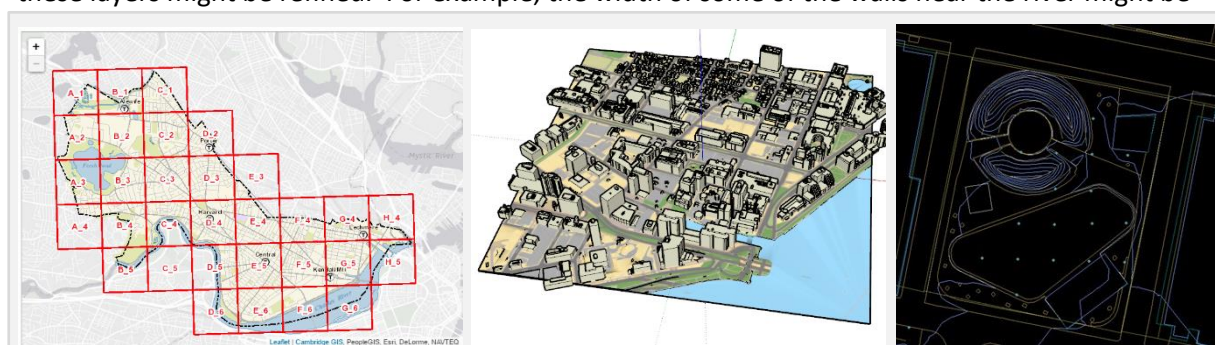 these layers might be refined. For example, the width of some of the walls near the river might be
+
−
A_1 B_1 C_1
Alewife
A_2 B_2 C_2 D_2
Porter
Mystic River
A_3 B_3 C_3 D_3 E_3
Harvard
A_4 B_4 C_4 D_4 E_4 F_4 G_4 H_4
Lechmere
Central
B_5 C_5 D_5 E_5 F_5 G_5 H_5
Kendall/MIT
D_6 E_6 F_6 G_6
Charles River
Leaflet | Cambridge GIS, PeopleGIS, Esri, DeLorme, NAVTEQ